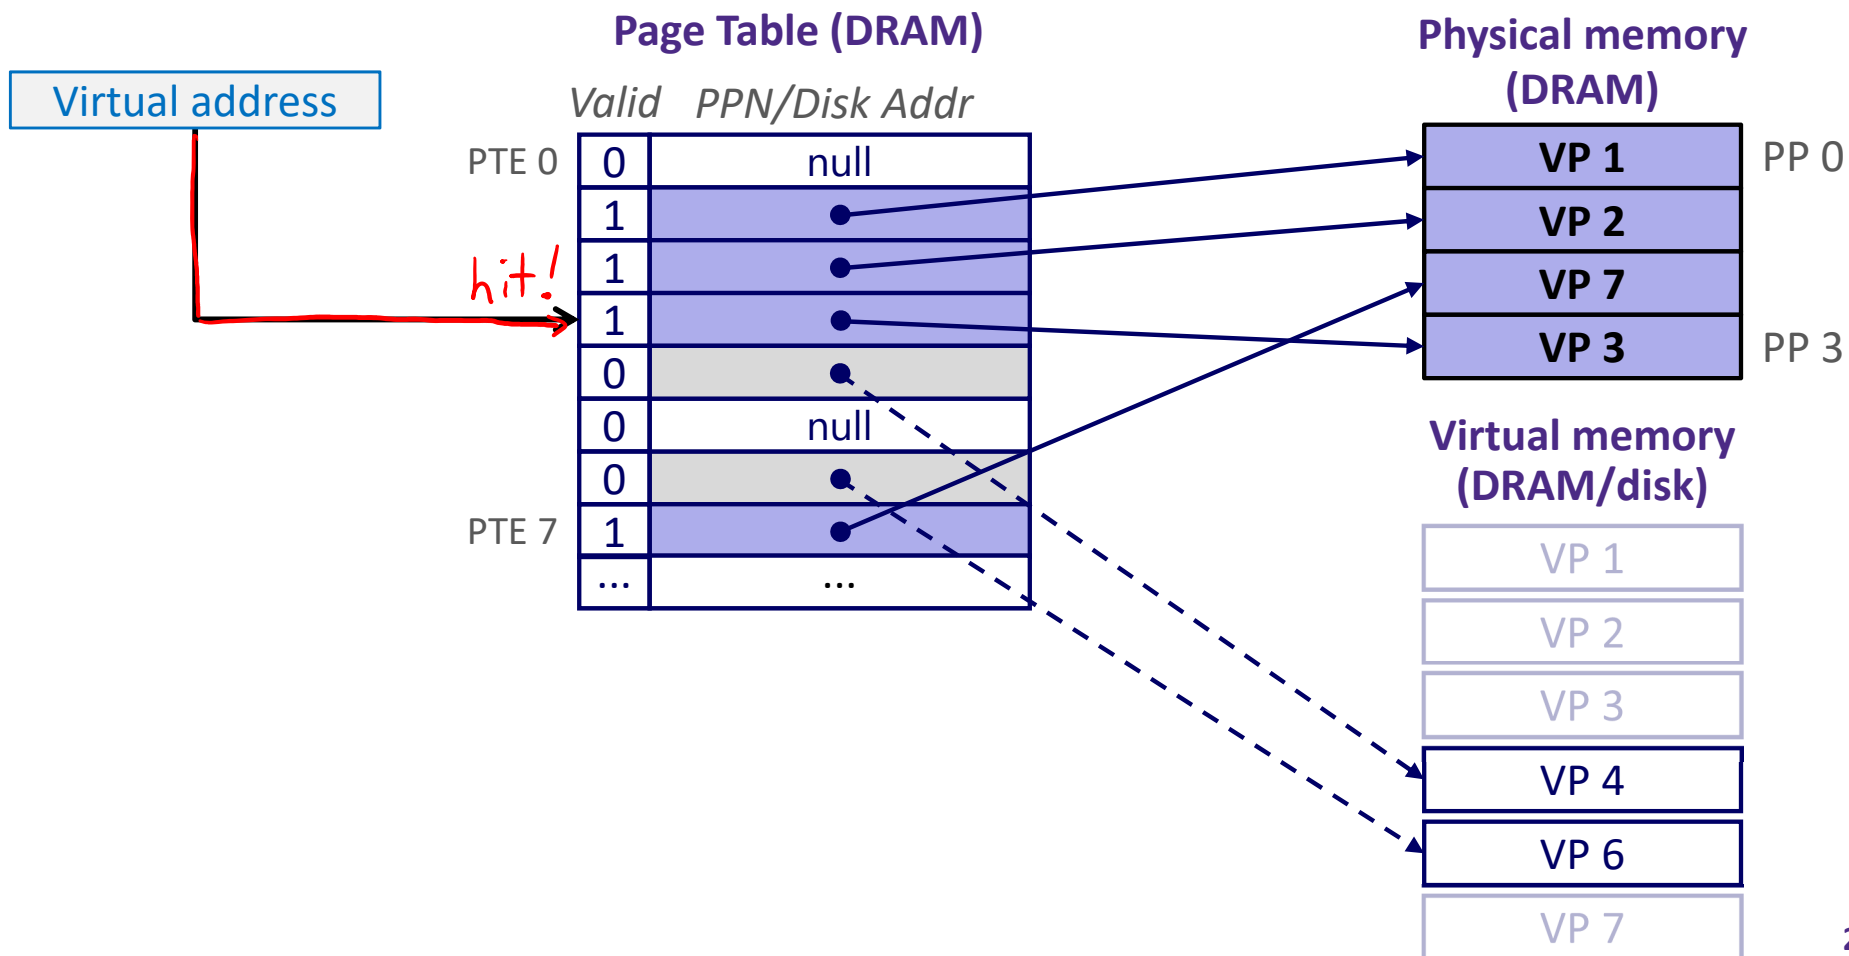 Page Table (DRAM)
Physical memory
(DRAM)
Virtual address
Valid PPN/Disk Addr
PTE 0 0 null
1
1
hit! 1
0
0 null
0
PTE 7 1
... ...
VP 1 PP 0
VP 2
VP 7
VP 3 PP 3
Virtual memory
(DRAM/disk)
VP 1
VP 2
VP 3
VP 4
VP 6
VP 7